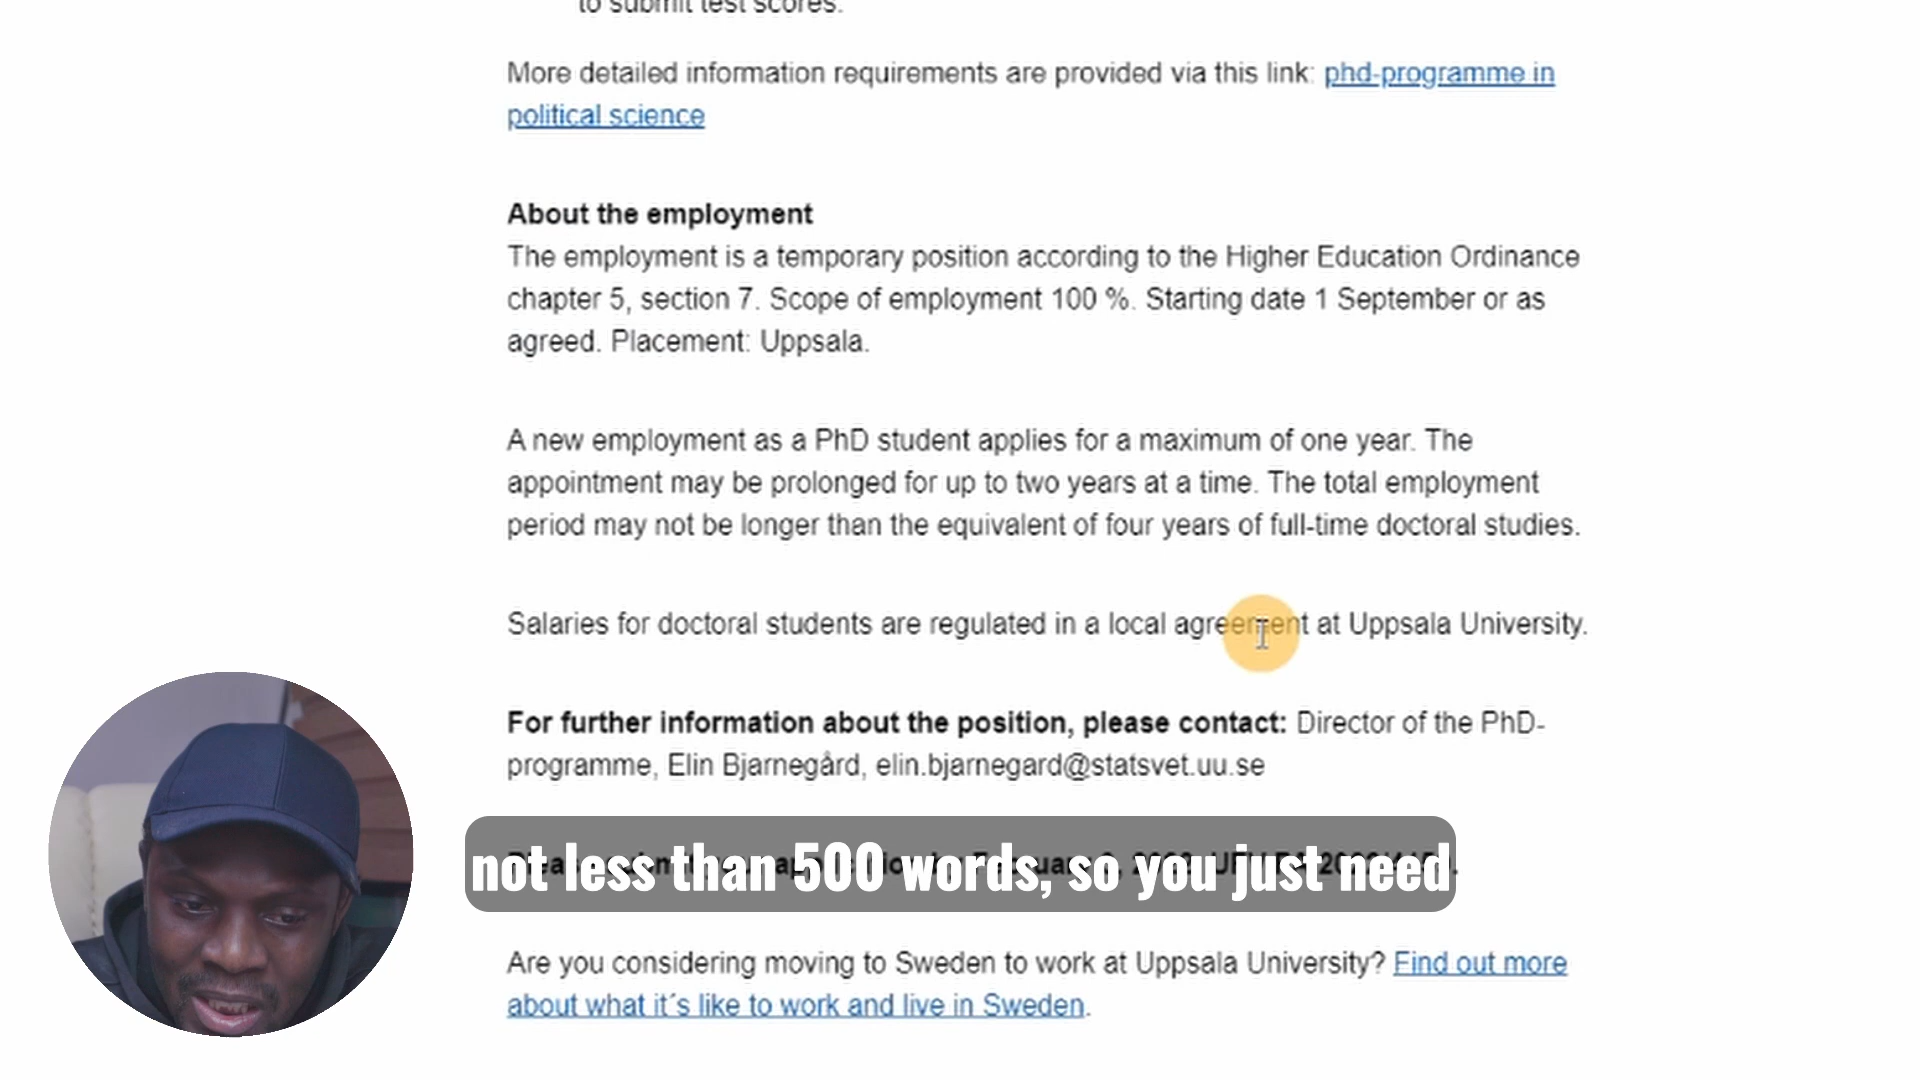 to submit test scores.
More detailed information requirements are provided via this link: phd-programme in
political science
About the employment
The employment is a temporary position according to the Higher Education Ordinance
chapter 5, section 7. Scope of employment 100 %. Starting date 1 September or as
agreed. Placement: Uppsala.
A new employment as a PhD student applies for a maximum of one year. The
appointment may be prolonged for up to two years at a time. The total employment
period may not be longer than the equivalent of four years of full-time doctoral studies.
Salaries for doctoral students are regulated in a local agreement at Uppsala University.
For further information about the position, please contact: Director of the PhD-
programme, Elin Bjarnegård, elin.bjarnegard@statsvet.uu.se
not less than 500 words, so you just need
Are you considering moving to Sweden to work at Uppsala University? Find out more
about what it´s like to work and live in Sweden.